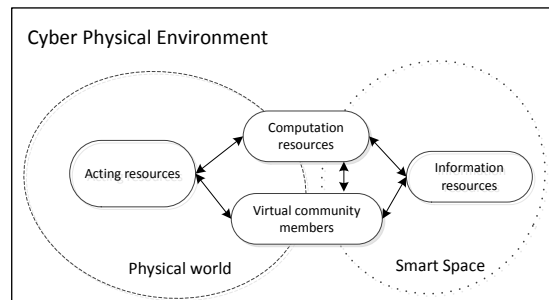 Cyber Physical Environment
Computation
resources
Acting resources
Information
resources
Virtual community
members
Physical world
Smart Space